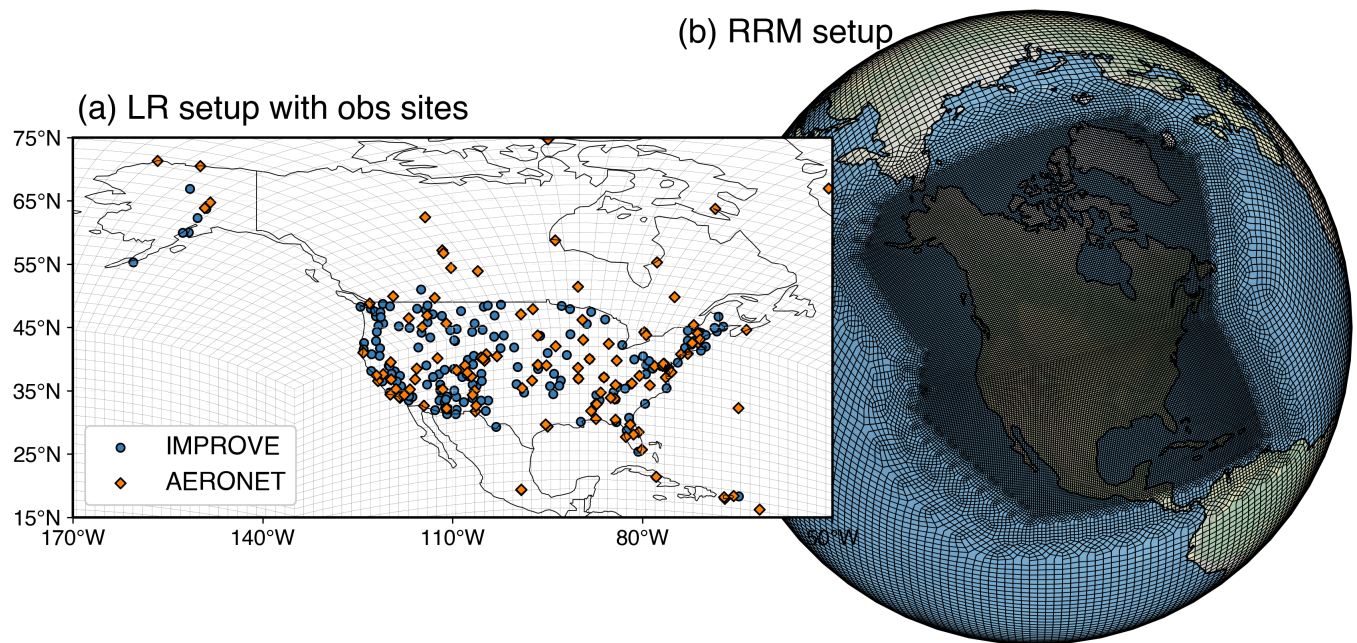 (b) RRM setup
(a) LR setup with obs sites
75°N
65°N
55°N
45°N
35°N
25°N
15°N
IMPROVE
AERONET
170°W 140°W 110°W 80°W 50°W